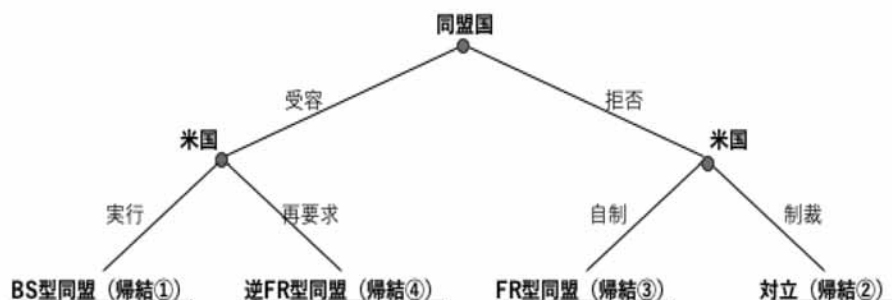 同盟国
受容
拒否
米国
米国
実行
再要求
自制
制裁
BS型同盟（帰結①）
逆FR型同盟（帰結④）
FR型同盟（帰結③）
対立（帰結②）